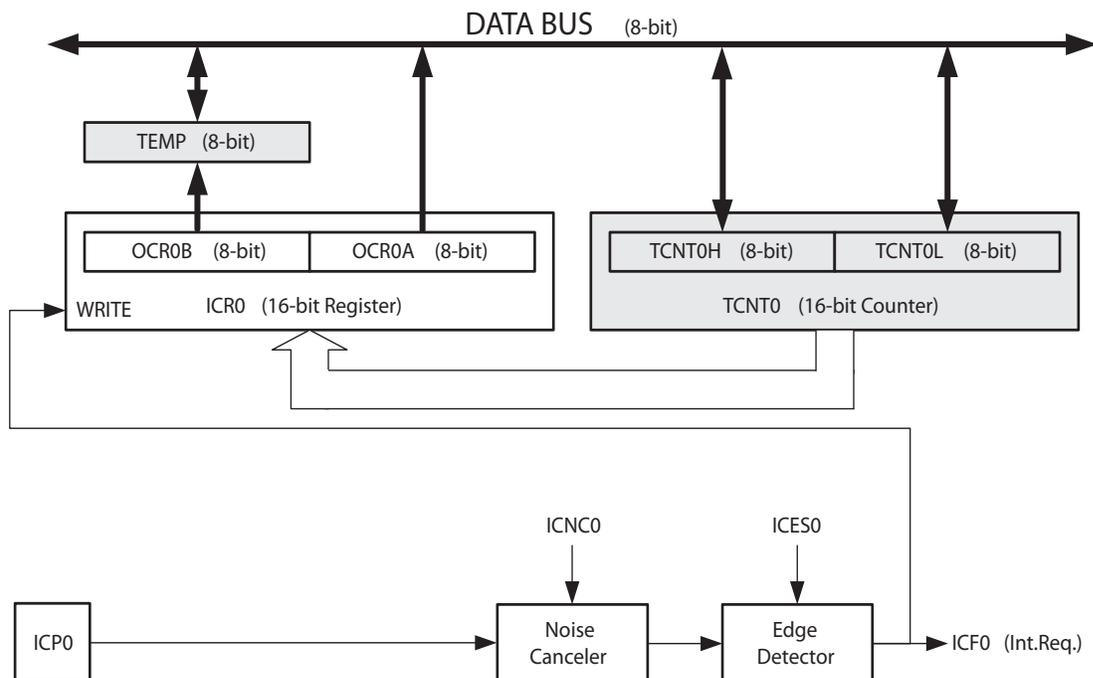 DATA BUS (8-bit)
TEMP (8-bit)
OCR0B (8-bit) OCR0A (8-bit) TCNT0H (8-bit) TCNT0L (8-bit)
WRITE ICR0 (16-bit Register) TCNT0 (16-bit Counter)
ICNC0 ICES0
ICP0
Noise
Canceler
Edge
Detector
ICF0 (Int.Req.)